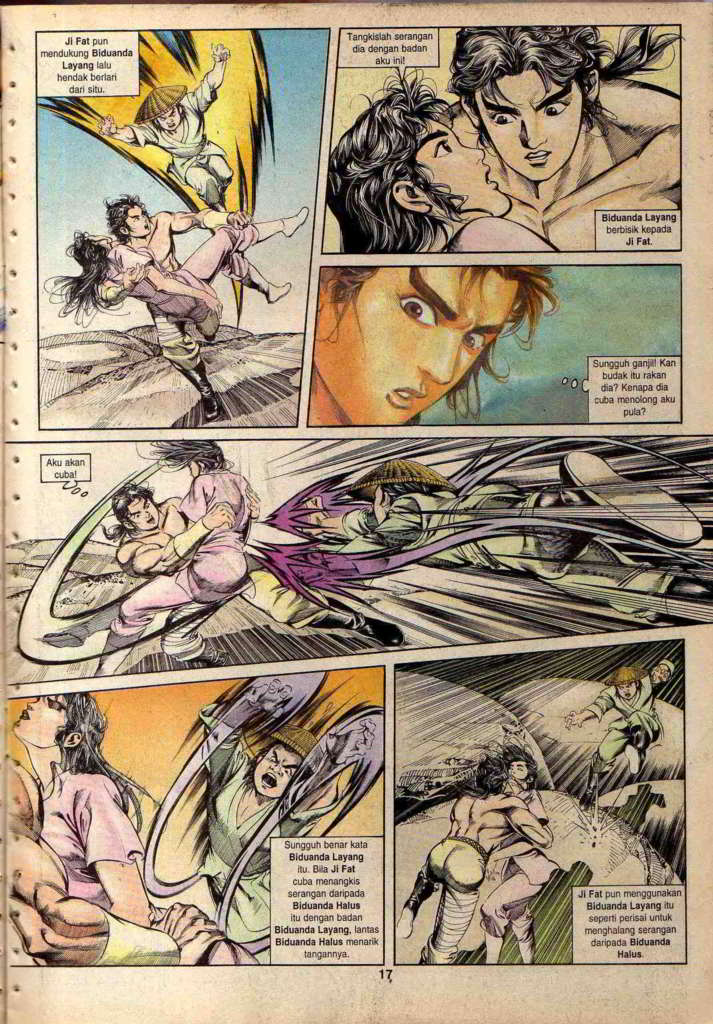 Ji Fat pun
mendukung Biduanda
Layang lalu
hendak berlari
dari situ.
Tangkislah serangan
dia dengan badan
aku ini!
Biduanda Layang
berbisik kepada
Ji Fat.
Sungguh ganjil! Kan
budak itu rakan
dia? Kenapa dia
cuba menolong aku
pula?
Aku akan
cuba!
Sungguh benar kata
Biduanda Layang
itu. Bila Ji Fat
cuba menangkis
serangan daripada
Biduanda Halus
itu dengan badan
Biduanda Layang, lantas
Biduanda Halus menarik
tangannya.
Ji Fat pun menggunakan
Biduanda Layang itu
seperti perisai untuk
menghalang serangan
daripada Biduanda
Halus.
17